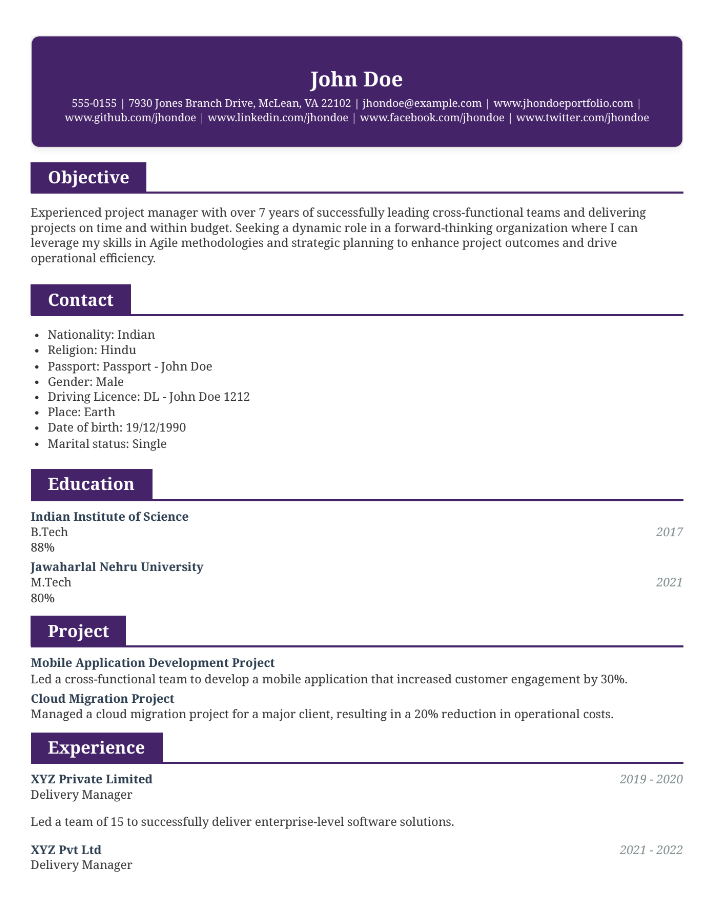 John Doe
555-0155 | 7930 Jones Branch Drive, McLean, VA 22102 | jhondoe@example.com | www.jhondoeportfolio.com |
www.github.com/jhondoe | www.linkedin.com/jhondoe | www.facebook.com/jhondoe | www.twitter.com/jhondoe
Objective
Experienced project manager with over 7 years of successfully leading cross-functional teams and delivering
projects on time and within budget. Seeking a dynamic role in a forward-thinking organization where I can
leverage my skills in Agile methodologies and strategic planning to enhance project outcomes and drive
operational efficiency.
Contact
• Nationality: Indian
• Religion: Hindu
• Passport: Passport - John Doe
• Gender: Male
• Driving Licence: DL - John Doe 1212
• Place: Earth
• Date of birth: 19/12/1990
• Marital status: Single
Education
Indian Institute of Science
B.Tech 2017
88%
Jawaharlal Nehru University
M.Tech 2021
80%
Project
Mobile Application Development Project
Led a cross-functional team to develop a mobile application that increased customer engagement by 30%.
Cloud Migration Project
Managed a cloud migration project for a major client, resulting in a 20% reduction in operational costs.
Experience
XYZ Private Limited 2019 - 2020
Delivery Manager
Led a team of 15 to successfully deliver enterprise-level software solutions.
XYZ Pvt Ltd 2021 - 2022
Delivery Manager